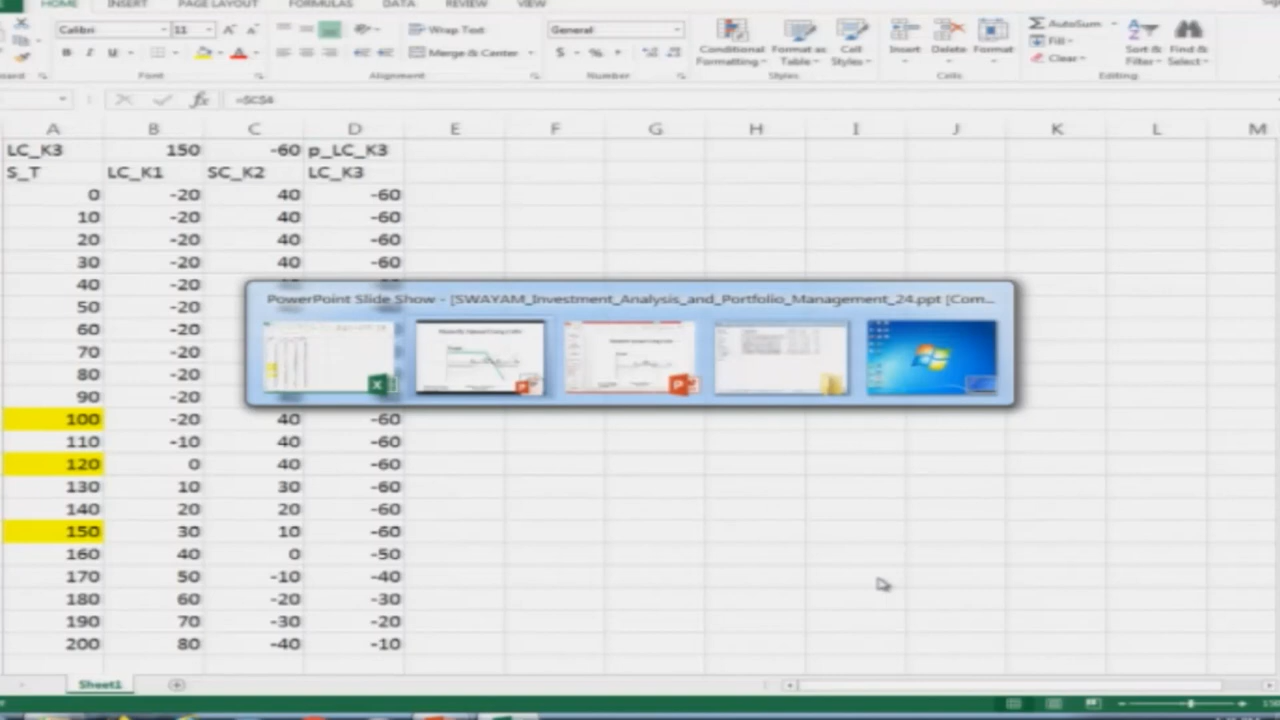 HOME INSERT PAGE LAYOUT FORMULAS DATA REVIEW VIEW
Calibri 11 A A Wrap Text General AutoSum
B I U A Merge & Center $ % Conditional Formatting Format as Table Cell Styles Insert Delete Format Fill Clear Sort & Filter Find & Select
Font Alignment Number Styles Cells Editing
fx =$C$4
A B C D E F G H I J K L M
LC_K3 150 -60 p_LC_K3
S_T LC_K1 SC_K2 LC_K3
0 -20 40 -60
10 -20 40 -60
20 -20 40 -60
30 -20 40 -60
40 -20 -60
PowerPoint Slide Show - [SWAYAM_Investment_Analysis_and_Portfolio_Management_24.ppt [Com...
50 -20
60 -20
70 -20
80 -20
90 -20
100 -20 40 -60
110 -10 40 -60
120 0 40 -60
130 10 30 -60
140 20 20 -60
150 30 10 -60
160 40 0 -50
170 50 -10 -40
180 60 -20 -30
190 70 -30 -20
200 80 -40 -10
Sheet1